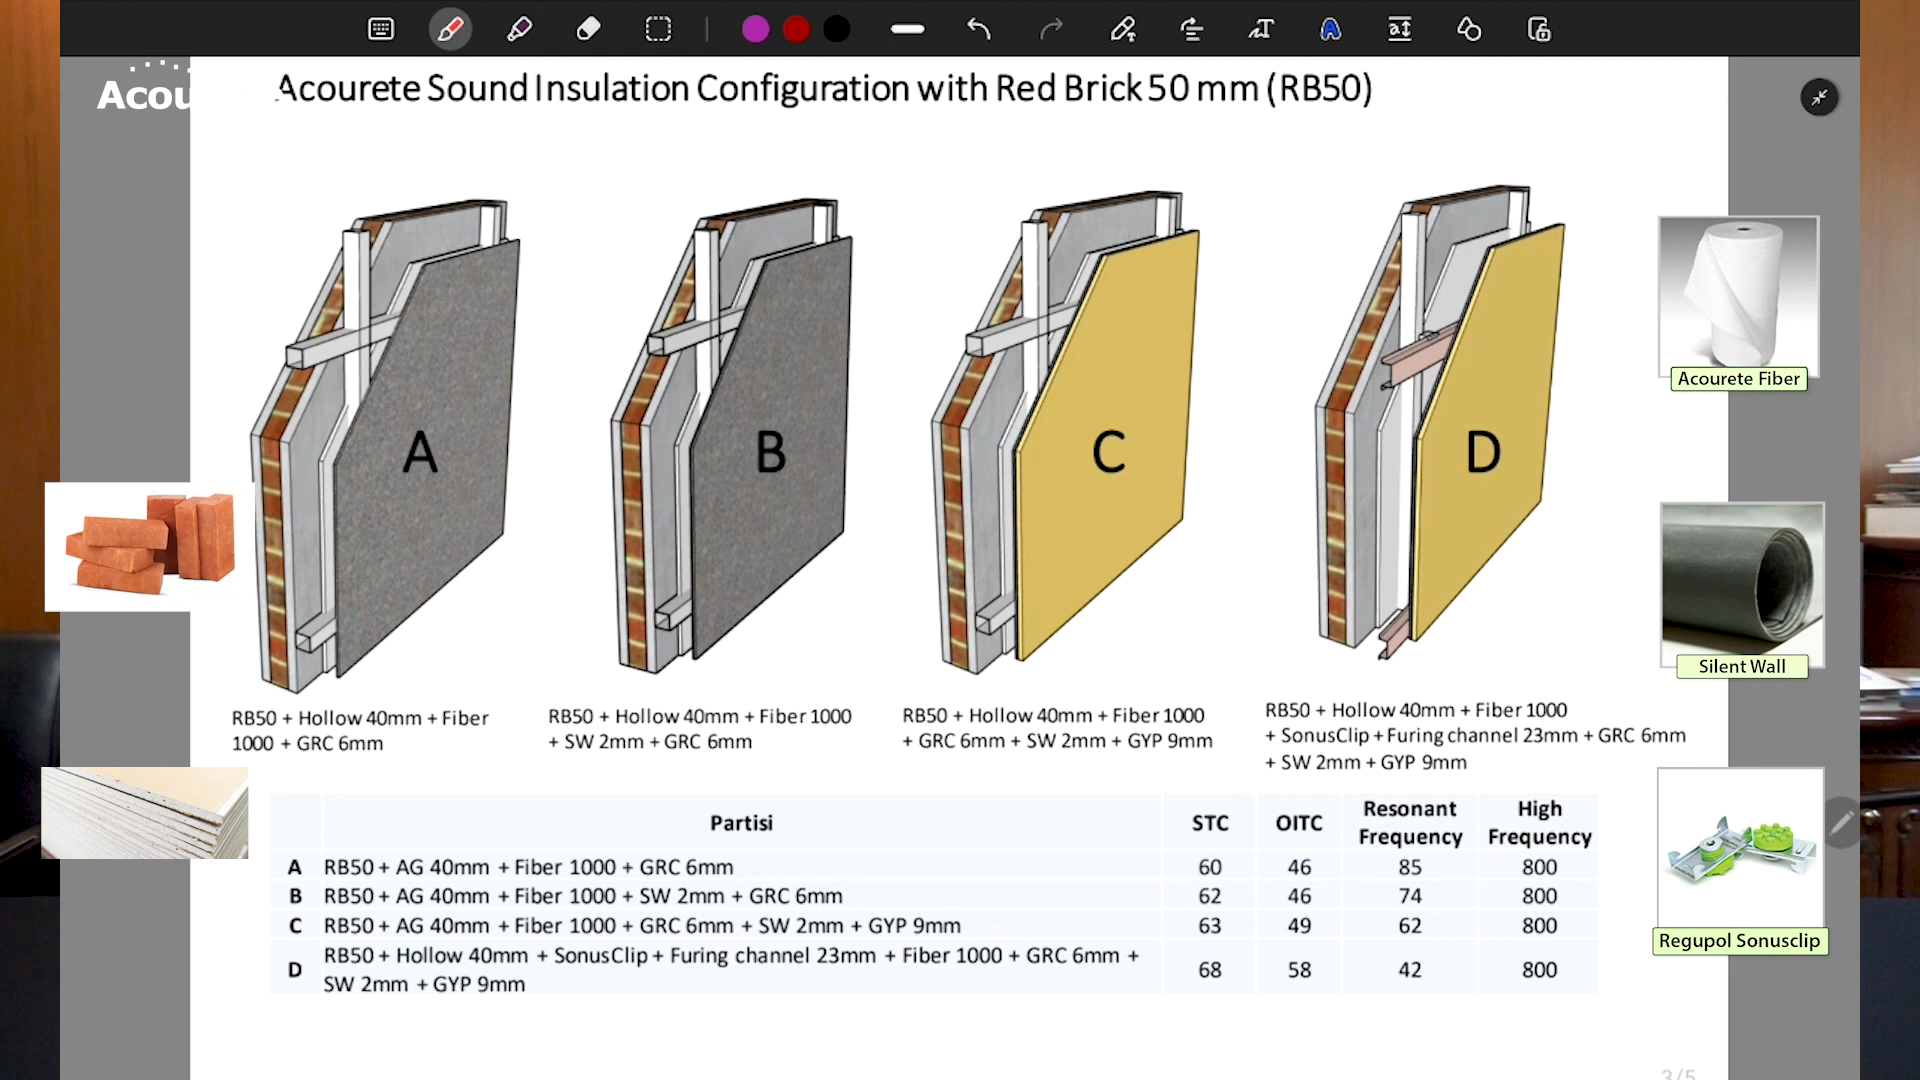 Acou
Acourete Sound Insulation Configuration with Red Brick 50 mm (RB50)
A
B
C
D
Acourete Fiber
Silent Wall
Regupol Sonusclip
RB50 + Hollow 40mm + Fiber
1000 + GRC 6mm
RB50 + Hollow 40mm + Fiber 1000
+ SW 2mm + GRC 6mm
RB50 + Hollow 40mm + Fiber 1000
+ GRC 6mm + SW 2mm + GYP 9mm
RB50 + Hollow 40mm + Fiber 1000
+ SonusClip + Furing channel 23mm + GRC 6mm
+ SW 2mm + GYP 9mm
Partisi STC OITC Resonant Frequency High Frequency
A RB50 + AG 40mm + Fiber 1000 + GRC 6mm 60 46 85 800
B RB50 + AG 40mm + Fiber 1000 + SW 2mm + GRC 6mm 62 46 74 800
C RB50 + AG 40mm + Fiber 1000 + GRC 6mm + SW 2mm + GYP 9mm 63 49 62 800
D RB50 + Hollow 40mm + SonusClip + Furing channel 23mm + Fiber 1000 + GRC 6mm +
SW 2mm + GYP 9mm 68 58 42 800
3/5